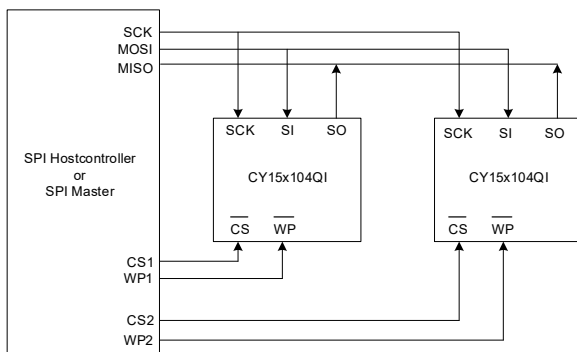 SCK
MOSI
MISO
SCK SI SO
SCK SI SO
SPI Hostcontroller
or
SPI Master
CY15x104QI
CY15x104QI
CS WP
CS WP
CS1
WP1
CS2
WP2